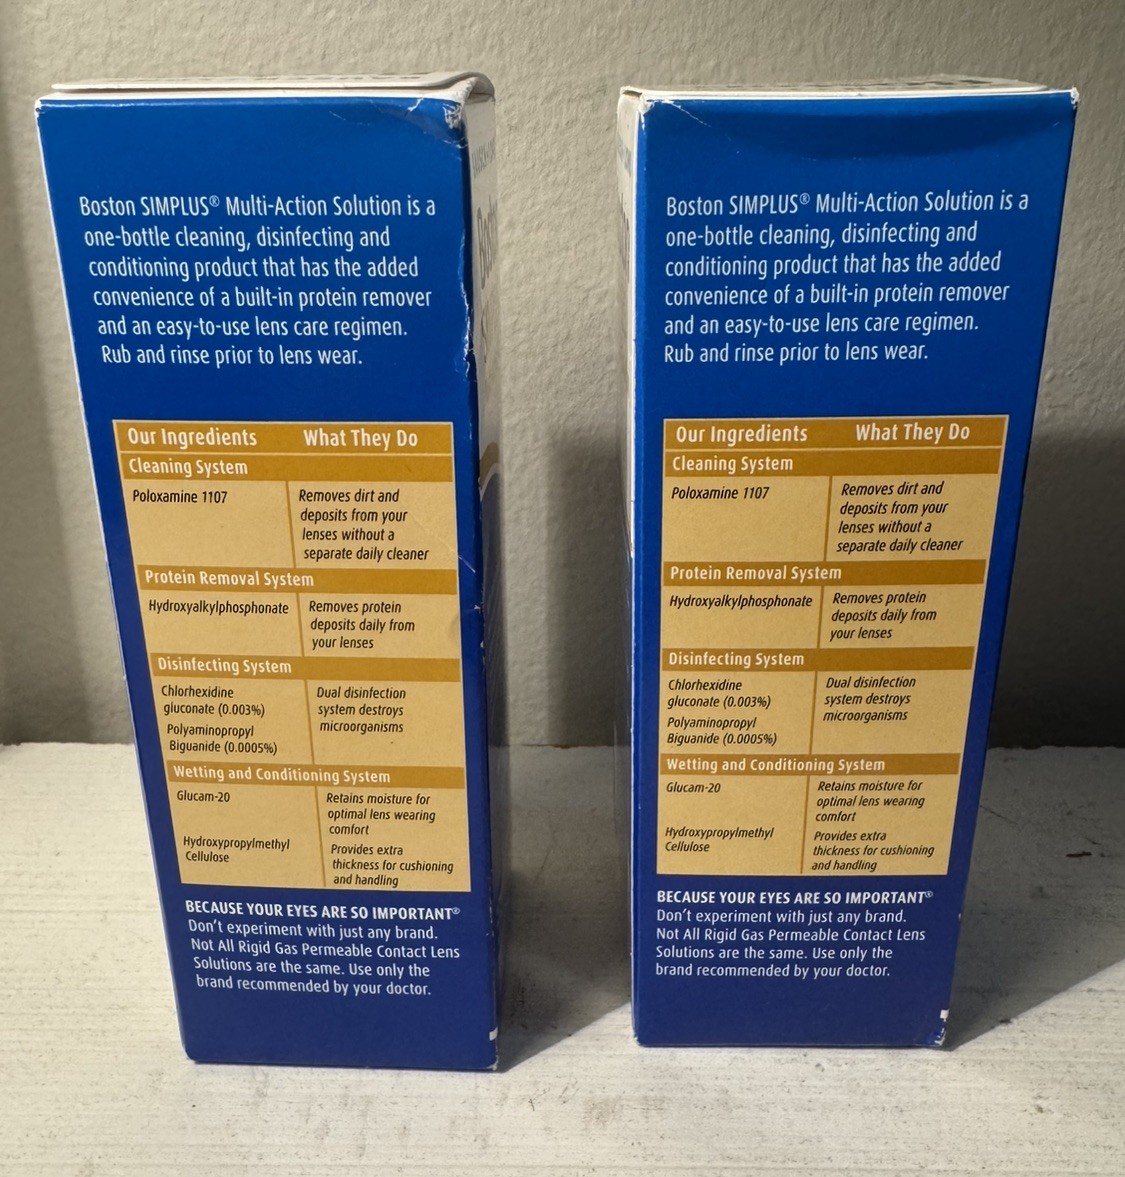 Boston SIMPLUS® Multi-Action Solution is a
one-bottle cleaning, disinfecting and
conditioning product that has the added
convenience of a built-in protein remover
and an easy-to-use lens care regimen.
Rub and rinse prior to lens wear.
Our Ingredients What They Do
Cleaning System
Poloxamine 1107
Removes dirt and
deposits from your
lenses without a
separate daily cleaner
Protein Removal System
Hydroxyalkylphosphonate
Removes protein
deposits daily from
your lenses
Disinfecting System
Chlorhexidine
gluconate (0.003%)
Polyaminopropyl
Biguanide (0.0005%)
Dual disinfection
system destroys
microorganisms
Wetting and Conditioning System
Glucam-20
Retains moisture for
optimal lens wearing
comfort
Hydroxypropylmethyl
Cellulose
Provides extra
thickness for cushioning
and handling
BECAUSE YOUR EYES ARE SO IMPORTANT®
Don't experiment with just any brand.
Not All Rigid Gas Permeable Contact Lens
Solutions are the same. Use only the
brand recommended by your doctor.
Boston SIMPLUS® Multi-Action Solution is a
one-bottle cleaning, disinfecting and
conditioning product that has the added
convenience of a built-in protein remover
and an easy-to-use lens care regimen.
Rub and rinse prior to lens wear.
Our Ingredients What They Do
Cleaning System
Poloxamine 1107
Removes dirt and
deposits from your
lenses without a
separate daily cleaner
Protein Removal System
Hydroxyalkylphosphonate
Removes protein
deposits daily from
your lenses
Disinfecting System
Chlorhexidine
gluconate (0.003%)
Polyaminopropyl
Biguanide (0.0005%)
Dual disinfection
system destroys
microorganisms
Wetting and Conditioning System
Glucam-20
Retains moisture for
optimal lens wearing
comfort
Hydroxypropylmethyl
Cellulose
Provides extra
thickness for cushioning
and handling
BECAUSE YOUR EYES ARE SO IMPORTANT®
Don't experiment with just any brand.
Not All Rigid Gas Permeable Contact Lens
Solutions are the same. Use only the
brand recommended by your doctor.